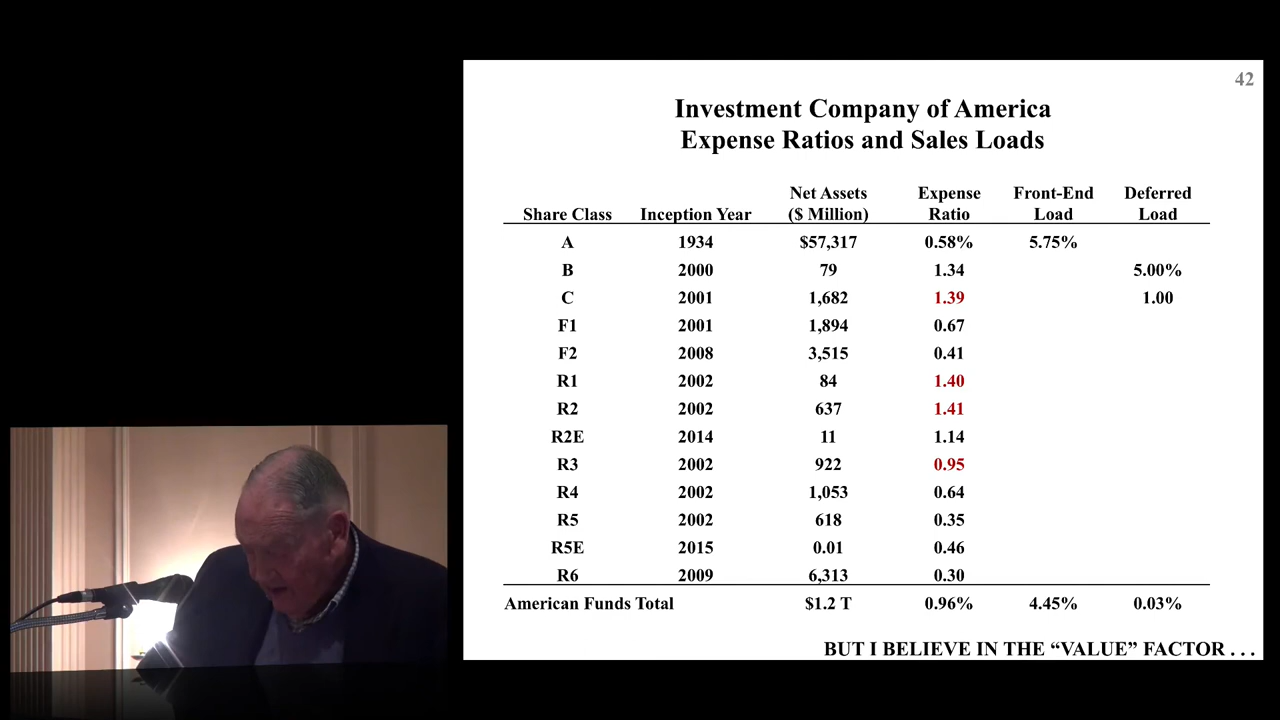 42
Investment Company of America
Expense Ratios and Sales Loads
Net Assets Expense Front-End Deferred
Share Class Inception Year ($ Million) Ratio Load Load
A 1934 $57,317 0.58% 5.75%
B 2000 79 1.34 5.00%
C 2001 1,682 1.39 1.00
F1 2001 1,894 0.67
F2 2008 3,515 0.41
R1 2002 84 1.40
R2 2002 637 1.41
R2E 2014 11 1.14
R3 2002 922 0.95
R4 2002 1,053 0.64
R5 2002 618 0.35
R5E 2015 0.01 0.46
R6 2009 6,313 0.30
American Funds Total $1.2 T 0.96% 4.45% 0.03%
BUT I BELIEVE IN THE “VALUE” FACTOR . . .